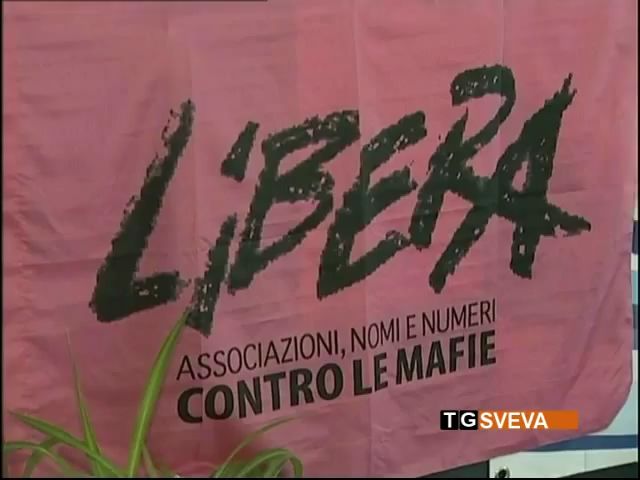 LIBERA
ASSOCIAZIONI, NOMI E NUMERI
CONTRO LE MAFIE
TGSVEVA